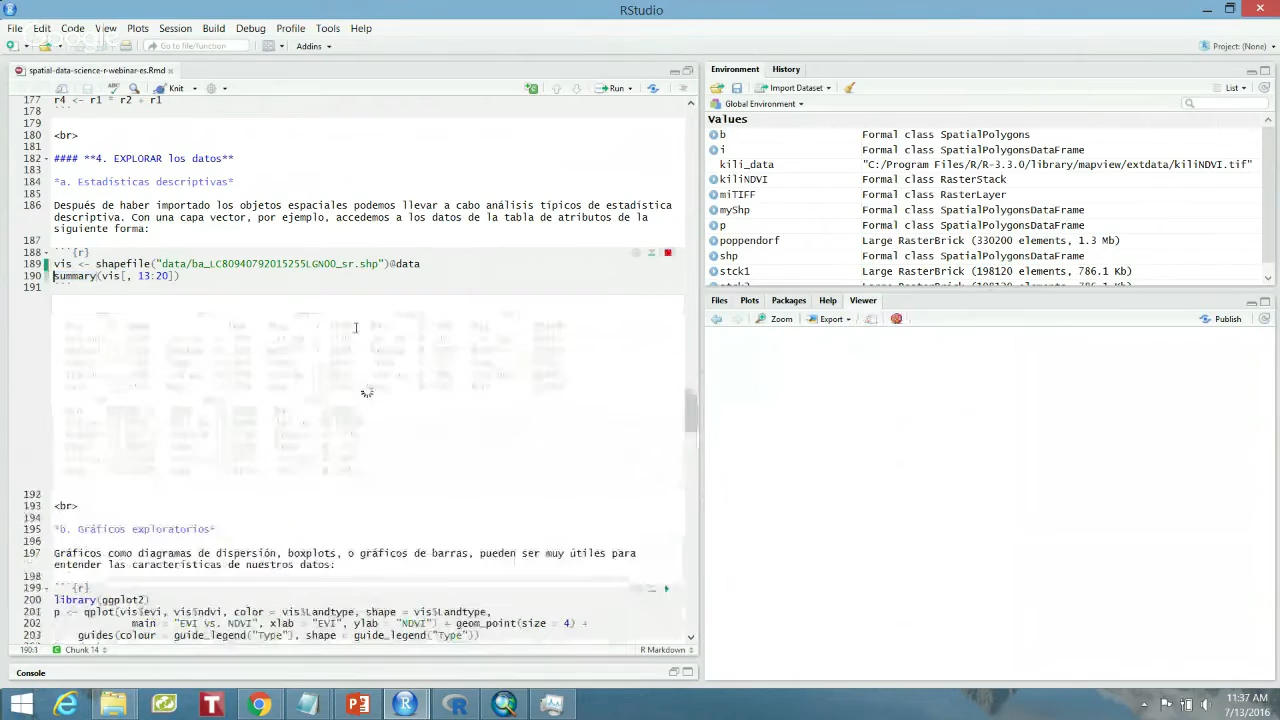 RStudio
File Edit Code View Plots Session Build Debug Profile Tools Help
Go to file/function Addins Project: (None)
spatial-data-science-r-webinar-es.Rmd
Knit Run
177 r4 <- r1 * r2 + r1
178 ```
179
180 <br>
181
182 #### **4. EXPLORAR los datos**
183
184 *a. Estadísticas descriptivas*
185
186 Después de haber importado los objetos espaciales podemos llevar a cabo análisis típicos de estadística
descriptiva. Con una capa vector, por ejemplo, accedemos a los datos de la tabla de atributos de la
siguiente forma:
187
188 ```{r}
189 vis <- shapefile("data/ba_LC80940792015255LGN00_sr.shp")@data
190 summary(vis[, 13:20])
191 ```
192
193 <br>
194
195 *b. Gráficos exploratorios*
196
197 Gráficos como diagramas de dispersión, boxplots, o gráficos de barras, pueden ser muy útiles para
entender las características de nuestros datos:
198
199 ```{r}
200 library(ggplot2)
201 p <- qplot(vis$evi, vis$ndvi, color = vis$Landtype, shape = vis$Landtype,
202 main = "EVI vs. NDVI", xlab = "EVI", ylab = "NDVI") + geom_point(size = 4) +
203 guides(colour = guide_legend("Type"), shape = guide_legend("Type"))
190:3 Chunk 14 R Markdown
Console
Environment History
Import Dataset List
Global Environment
Values
b Formal class SpatialPolygons
i Formal class SpatialPolygonsDataFrame
kili_data "C:/Program Files/R/R-3.3.0/library/mapview/extdata/kiliNDVI.tif"
kiliNDVI Formal class RasterStack
miTIFF Formal class RasterLayer
myShp Formal class SpatialPolygonsDataFrame
p Formal class SpatialPolygonsDataFrame
poppendorf Large RasterBrick (330200 elements, 1.3 Mb)
shp Formal class SpatialPolygonsDataFrame
stck1 Large RasterBrick (198120 elements, 786.1 Kb)
Files Plots Packages Help Viewer
Zoom Export Publish
11:37 AM
7/13/2016